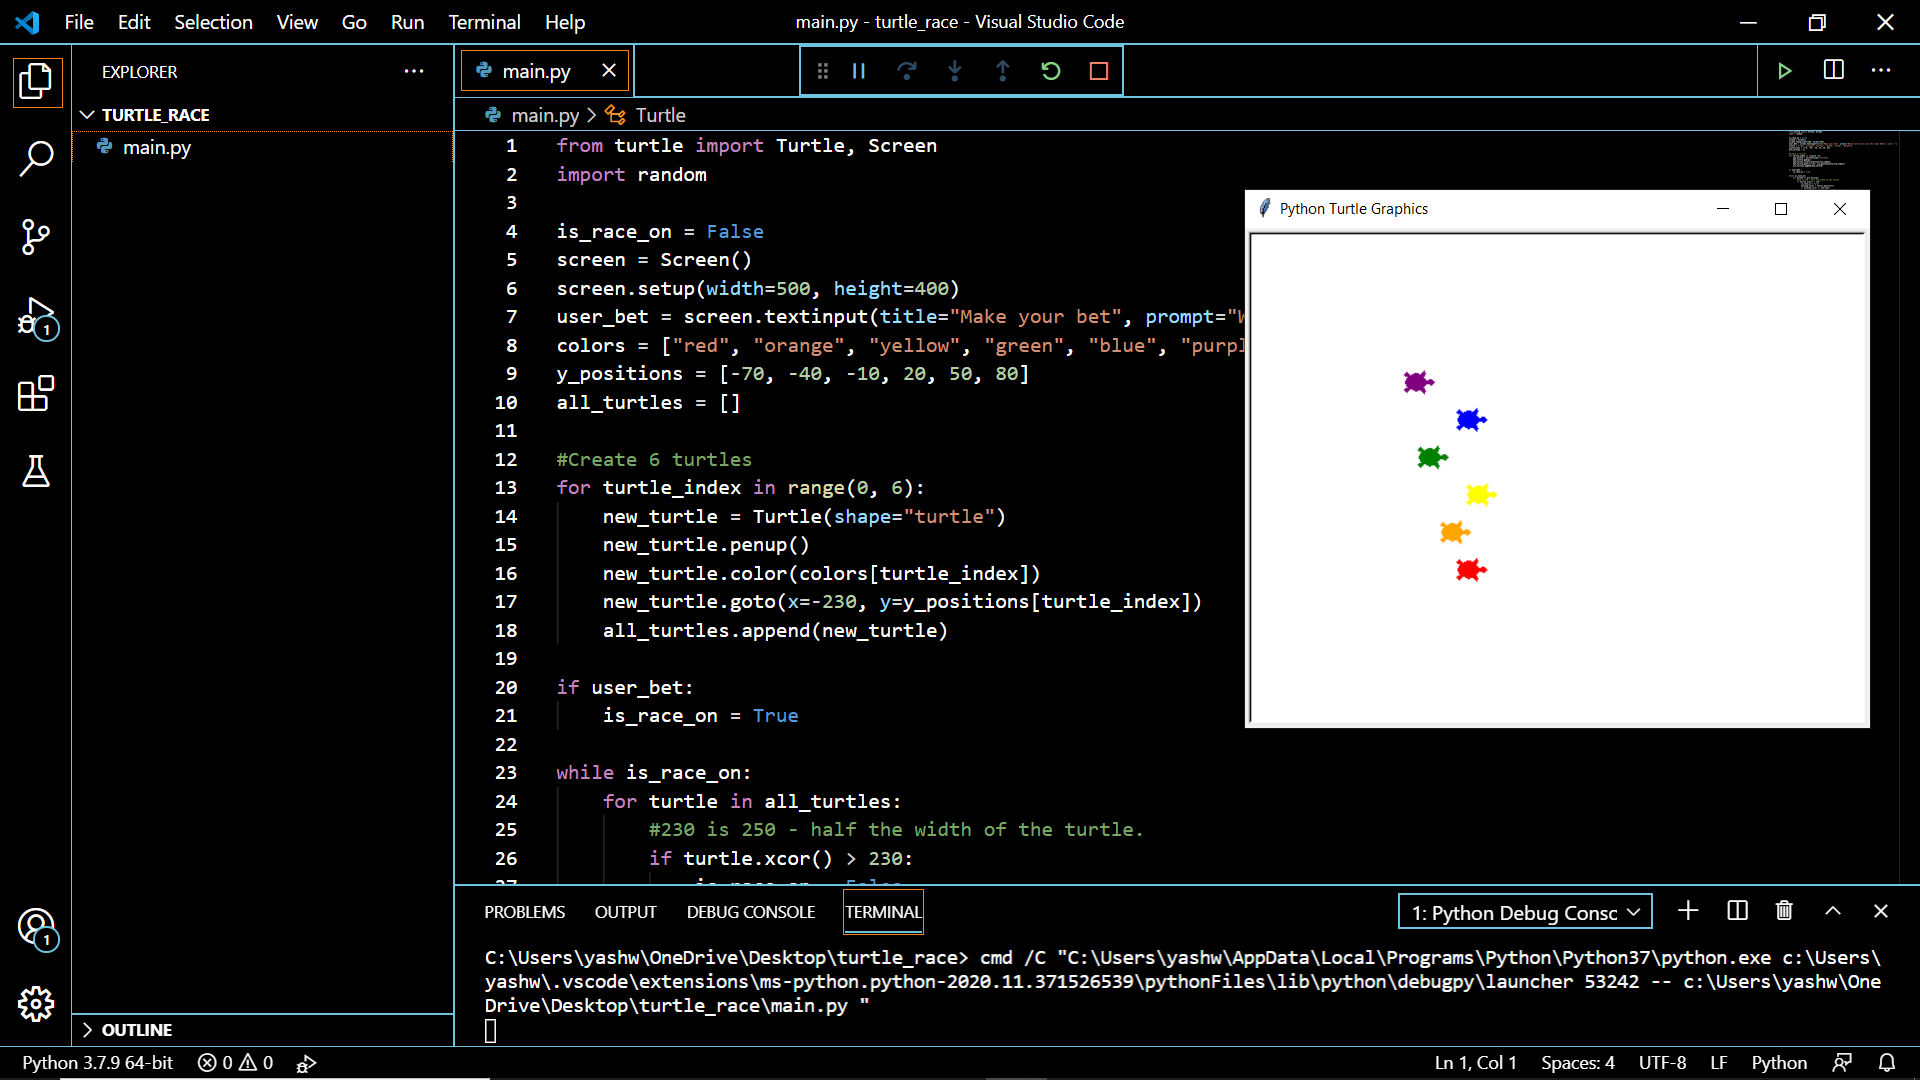 File Edit Selection View Go Run Terminal Help
main.py - turtle_race - Visual Studio Code
EXPLORER
TURTLE_RACE
main.py
main.py
main.py > Turtle
1 from turtle import Turtle, Screen
2 import random
3
4 is_race_on = False
5 screen = Screen()
6 screen.setup(width=500, height=400)
7 user_bet = screen.textinput(title="Make your bet", prompt="W
8 colors = ["red", "orange", "yellow", "green", "blue", "purpl
9 y_positions = [-70, -40, -10, 20, 50, 80]
10 all_turtles = []
11
12 #Create 6 turtles
13 for turtle_index in range(0, 6):
14 new_turtle = Turtle(shape="turtle")
15 new_turtle.penup()
16 new_turtle.color(colors[turtle_index])
17 new_turtle.goto(x=-230, y=y_positions[turtle_index])
18 all_turtles.append(new_turtle)
19
20 if user_bet:
21 is_race_on = True
22
23 while is_race_on:
24 for turtle in all_turtles:
25 #230 is 250 - half the width of the turtle.
26 if turtle.xcor() > 230:
Python Turtle Graphics
1
1
PROBLEMS OUTPUT DEBUG CONSOLE TERMINAL
1: Python Debug Consc
C:\Users\yashw\OneDrive\Desktop\turtle_race> cmd /C "C:\Users\yashw\AppData\Local\Programs\Python\Python37\python.exe c:\Users\
yashw\.vscode\extensions\ms-python.python-2020.11.371526539\pythonFiles\lib\python\debugpy\launcher 53242 -- c:\Users\yashw\One
Drive\Desktop\turtle_race\main.py "
OUTLINE
Python 3.7.9 64-bit 0 0
Ln 1, Col 1 Spaces: 4 UTF-8 LF Python